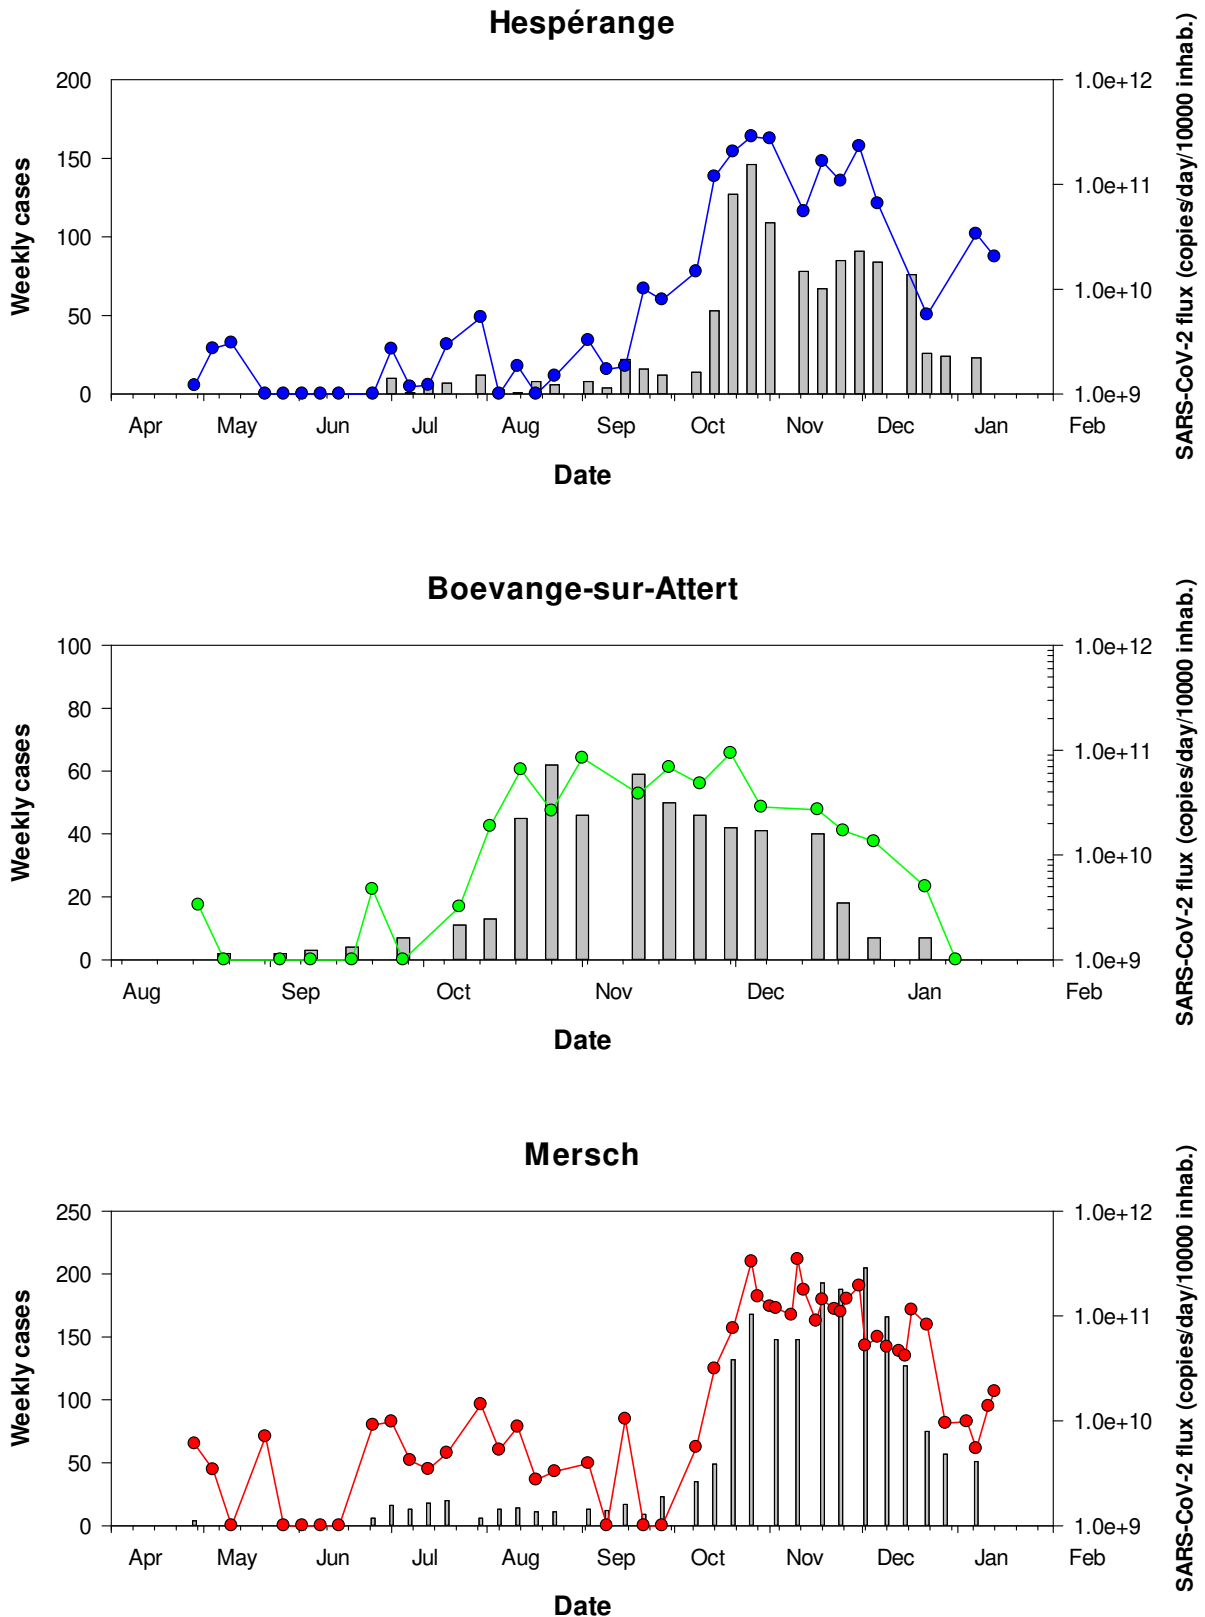 Hespérange
200
150
100
50
0
Weekly cases
1.0e+12
1.0e+11
1.0e+10
1.0e+9
SARS-CoV-2 flux (copies/day/10000 inhab.)
Apr May Jun Jul Aug Sep Oct Nov Dec Jan Feb
Date
Boevange-sur-Attert
100
80
60
40
20
0
Weekly cases
1.0e+12
1.0e+11
1.0e+10
1.0e+9
SARS-CoV-2 flux (copies/day/10000 inhab.)
Aug Sep Oct Nov Dec Jan Feb
Date
Mersch
250
200
150
100
50
0
Weekly cases
1.0e+12
1.0e+11
1.0e+10
1.0e+9
SARS-CoV-2 flux (copies/day/10000 inhab.)
Apr May Jun Jul Aug Sep Oct Nov Dec Jan Feb
Date